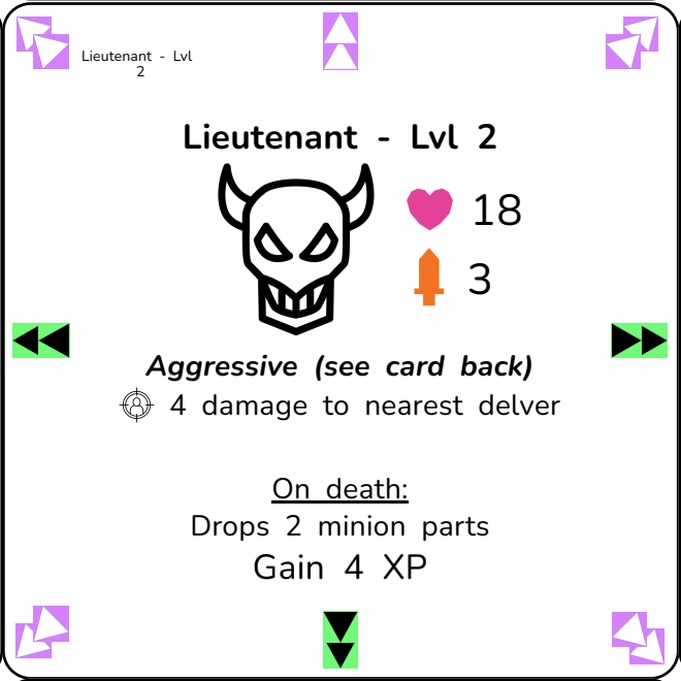 Lieutenant - Lvl
2
Lieutenant - Lvl 2
18
3
Aggressive (see card back)
4 damage to nearest delver
On death:
Drops 2 minion parts
Gain 4 XP